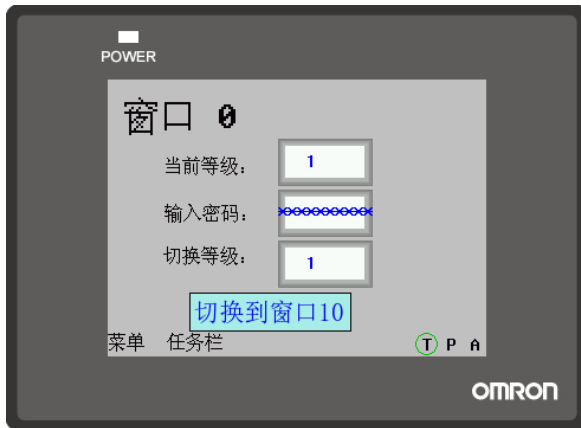 POWER
窗口 0
当前等级： 1
输入密码： xxxxxxxxxx
切换等级： 1
切换到窗口10
菜单 任务栏 T P A
OMRON